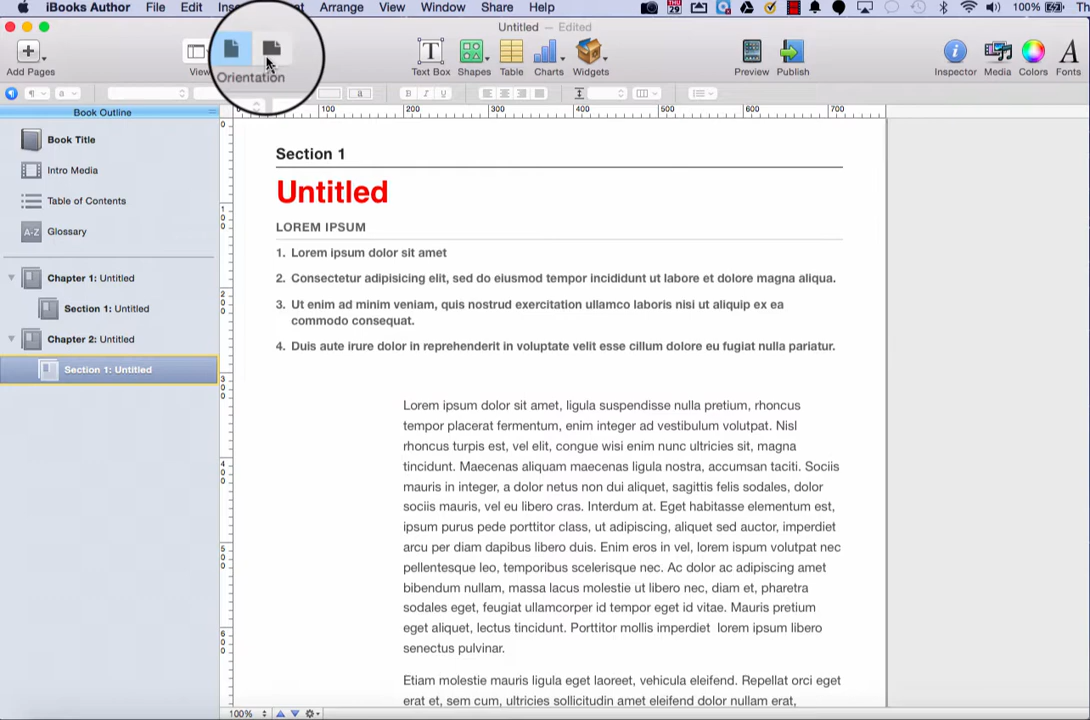 iBooks Author File Edit Arrange View Window Share Help 29 100% Th
Untitled — Edited
Add Pages View Orientation Text Box Shapes Table Charts Widgets Preview Publish Inspector Media Colors Fonts
¶ a a B I U
Book Outline
100 200 300 400 500 600 700
Book Title
Intro Media
Table of Contents
A-Z Glossary
Chapter 1: Untitled
Section 1: Untitled
Chapter 2: Untitled
Section 1: Untitled
0
100
200
300
400
500
600
Section 1
Untitled
LOREM IPSUM
1. Lorem ipsum dolor sit amet
2. Consectetur adipisicing elit, sed do eiusmod tempor incididunt ut labore et dolore magna aliqua.
3. Ut enim ad minim veniam, quis nostrud exercitation ullamco laboris nisi ut aliquip ex ea
commodo consequat.
4. Duis aute irure dolor in reprehenderit in voluptate velit esse cillum dolore eu fugiat nulla pariatur.
Lorem ipsum dolor sit amet, ligula suspendisse nulla pretium, rhoncus
tempor placerat fermentum, enim integer ad vestibulum volutpat. Nisl
rhoncus turpis est, vel elit, congue wisi enim nunc ultricies sit, magna
tincidunt. Maecenas aliquam maecenas ligula nostra, accumsan taciti. Sociis
mauris in integer, a dolor netus non dui aliquet, sagittis felis sodales, dolor
sociis mauris, vel eu libero cras. Interdum at. Eget habitasse elementum est,
ipsum purus pede porttitor class, ut adipiscing, aliquet sed auctor, imperdiet
arcu per diam dapibus libero duis. Enim eros in vel, lorem ispum volutpat nec
pellentesque leo, temporibus scelerisque nec. Ac dolor ac adipiscing amet
bibendum nullam, massa lacus molestie ut libero nec, diam et, pharetra
sodales eget, feugiat ullamcorper id tempor eget id vitae. Mauris pretium
eget aliquet, lectus tincidunt. Porttitor mollis imperdiet lorem ipsum libero
senectus pulvinar.
Etiam molestie mauris ligula eget laoreet, vehicula eleifend. Repellat orci eget
erat et, sem cum, ultricies sollicitudin amet eleifend dolor nullam erat,
100%